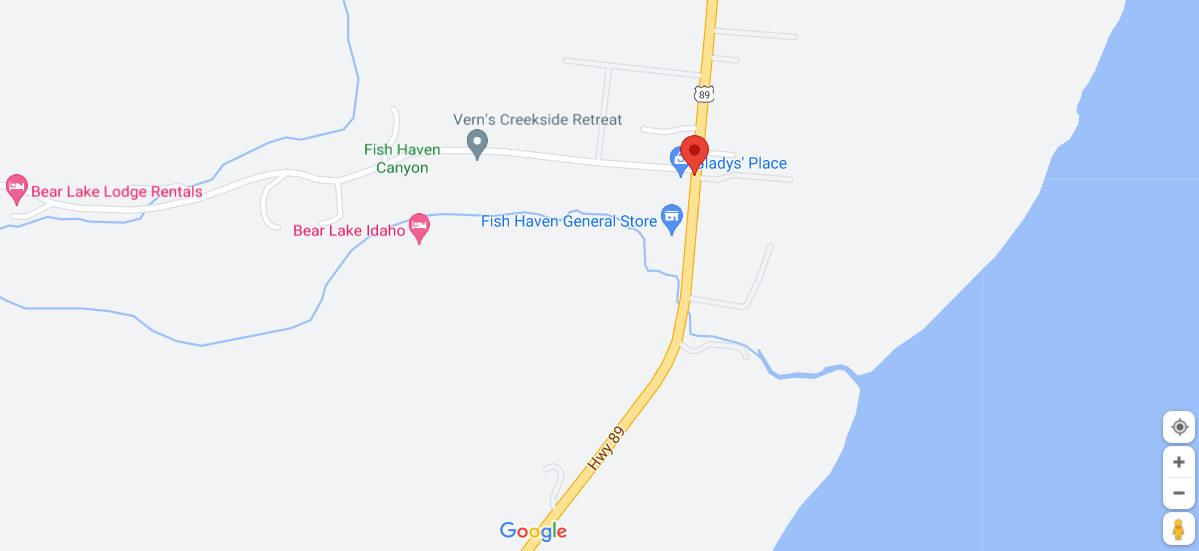 89
Vern's Creekside Retreat
Fish Haven
Canyon
Gladys' Place
Bear Lake Lodge Rentals
Fish Haven General Store
Bear Lake Idaho
Hwy 89
Google